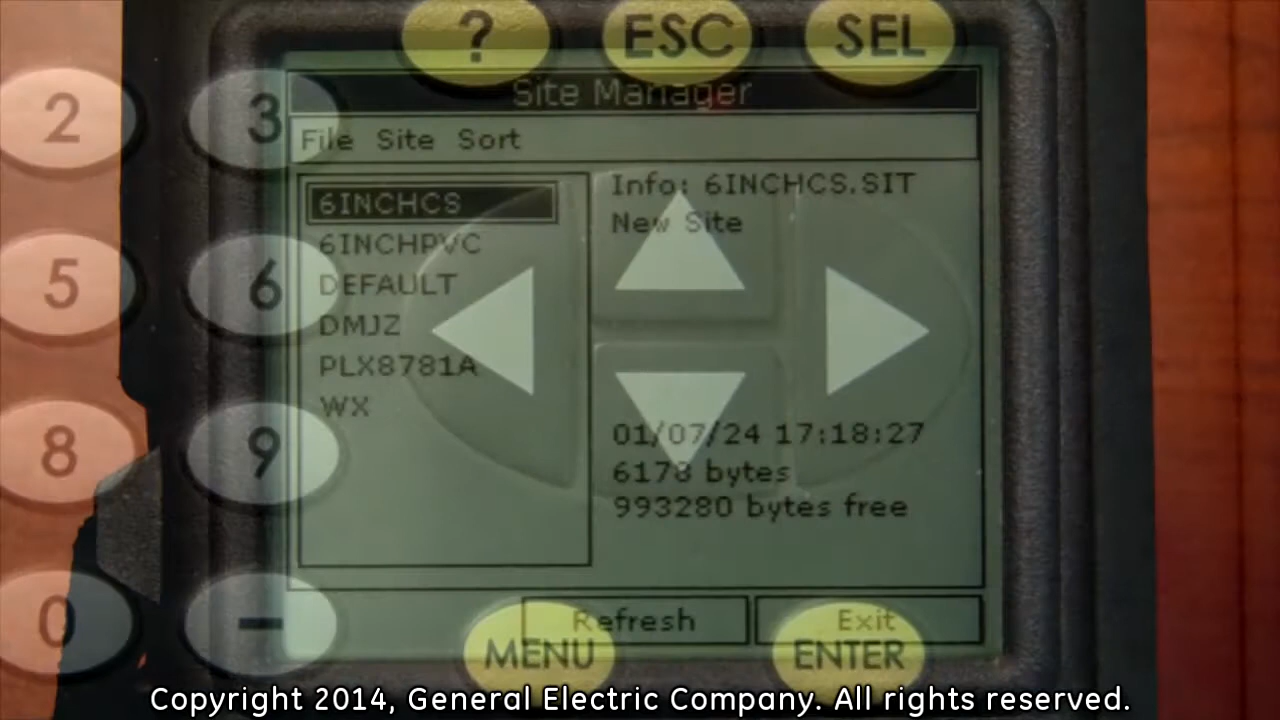 ? ESC SEL
2 3
Site Manager
File Site Sort
6INCHCS
6INCHPVC
DEFAULT
DMJZ
PLX8781A
WX
Info: 6INCHCS.SIT
New Site
01/07/24 17:18:27
6178 bytes
993280 bytes free
5 6
8 9
0 -
Refresh Exit
MENU ENTER
Copyright 2014, General Electric Company. All rights reserved.